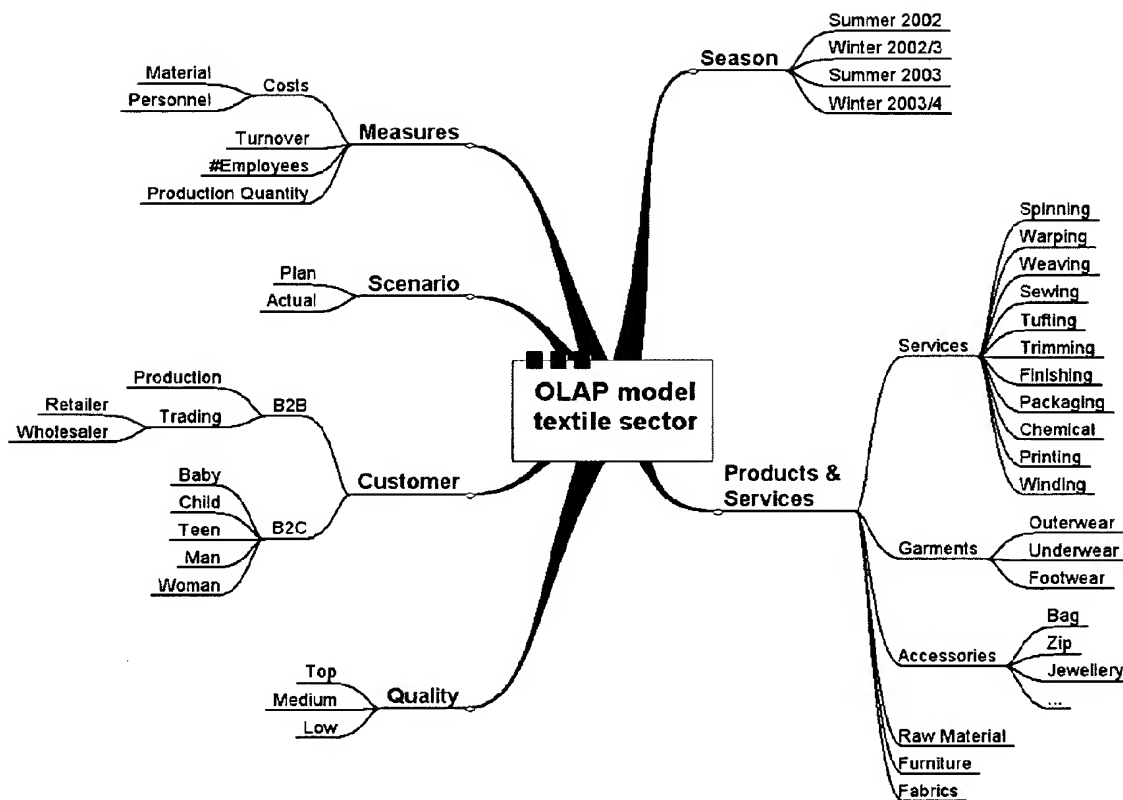 Summer 2002
Winter 2002/3
Season
Summer 2003
Winter 2003/4
Material
Costs
Personnel
Measures
Turnover
#Employees
Production Quantity
Plan
Scenario
Actual
OLAP model
textile sector
Production
B2B
Retailer
Trading
Wholesaler
Customer
Baby
Child
Teen
B2C
Man
Woman
Top
Medium
Quality
Low
Products &
Services
Services
Spinning
Warping
Weaving
Sewing
Tufting
Trimming
Finishing
Packaging
Chemical
Printing
Winding
Garments
Outerwear
Underwear
Footwear
Accessories
Bag
Zip
Jewellery
...
Raw Material
Furniture
Fabrics